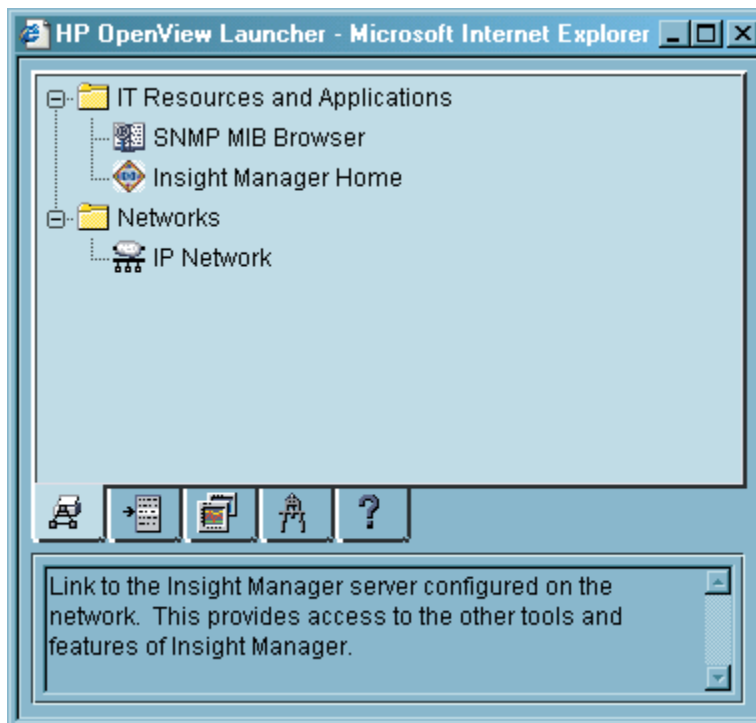 HP OpenView Launcher - Microsoft Internet Explorer
IT Resources and Applications
SNMP MIB Browser
Insight Manager Home
Networks
IP Network
?
Link to the Insight Manager server configured on the
network. This provides access to the other tools and
features of Insight Manager.